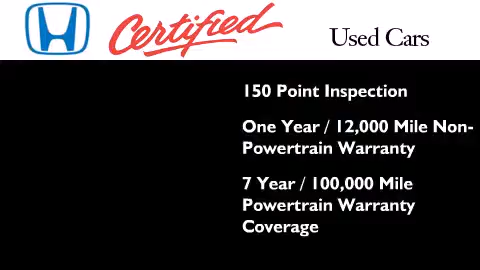 Certified Used Cars
150 Point Inspection
One Year / 12,000 Mile Non-
Powertrain Warranty
7 Year / 100,000 Mile
Powertrain Warranty
Coverage